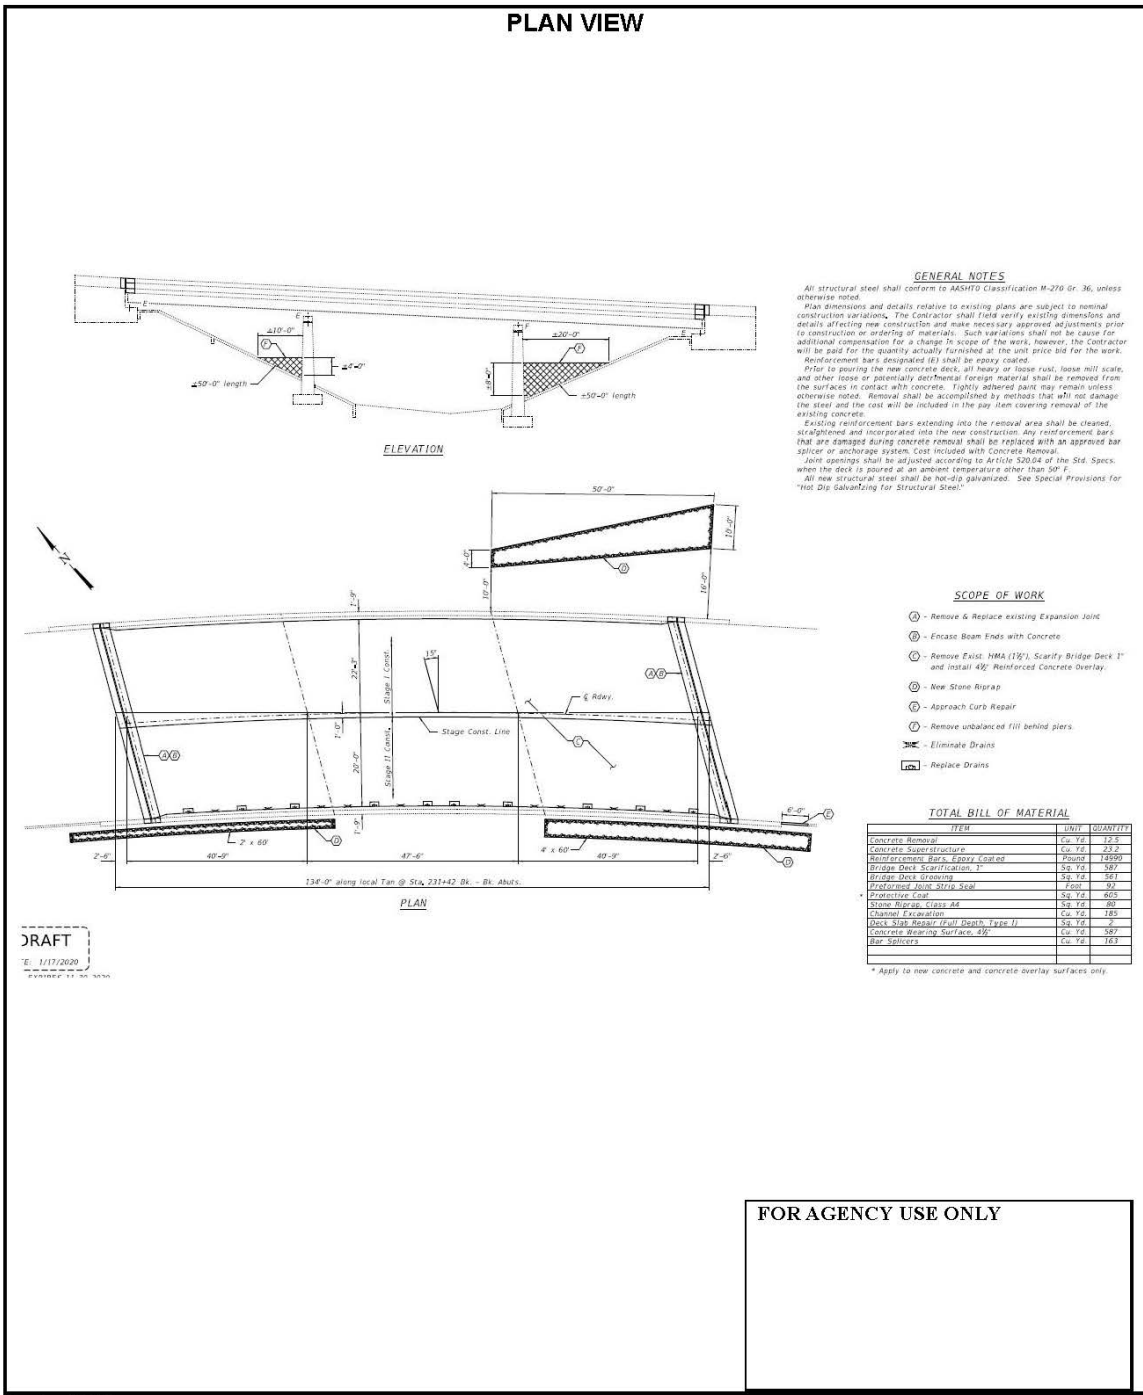 PLAN VIEW
E
E
F
F
E
±10'-0"
±20'-0"
F
F
±4'-0"
±8'-0"
±50'-0" length
±50'-0" length
ELEVATION
GENERAL NOTES
All structural steel shall conform to AASHTO Classification M-270 Gr. 36, unless
otherwise noted.
Plan dimensions and details relative to existing plans are subject to nominal
construction variations. The Contractor shall field verify existing dimensions and
details affecting new construction and make necessary approved adjustments prior
to construction or ordering of materials. Such variations shall not be cause for
additional compensation for a change in scope of the work, however, the Contractor
will be paid for the quantity actually furnished at the unit price bid for the work.
Reinforcement bars designated (E) shall be epoxy coated.
Prior to pouring the new concrete deck, all heavy or loose rust, loose mill scale,
and other loose or potentially detrimental foreign material shall be removed from
the surfaces in contact with concrete. Tightly adhered paint may remain unless
otherwise noted. Removal shall be accomplished by methods that will not damage
the steel and the cost will be included in the pay item covering removal of the
existing concrete.
Existing reinforcement bars extending into the removal area shall be cleaned,
straightened and incorporated into the new construction. Any reinforcement bars
that are damaged during concrete removal shall be replaced with an approved bar
splicer or anchorage system. Cost included with Concrete Removal.
Joint openings shall be adjusted according to Article 520.04 of the Std. Specs.
when the deck is poured at an ambient temperature other than 50° F.
All new structural steel shall be hot-dip galvanized. See Special Provisions for
"Hot Dip Galvanizing for Structural Steel."
50'-0"
4'-0"
10'-0"
D
10'-0"
16'-0"
N
1'-9"
22'-3"
Stage I Const.
15°
A B
℄ Rdwy.
1'-0"
Stage Const. Line
C
A B
20'-0"
Stage II Const.
1'-9"
6'-0"
E
2' x 60'
D
4' x 60'
D
2'-6"
40'-9"
47'-6"
40'-9"
2'-6"
134'-0" along local Tan @ Sta. 231+42 Bk. - Bk. Abuts.
PLAN
SCOPE OF WORK
A - Remove & Replace existing Expansion Joint
B - Encase Beam Ends with Concrete
C - Remove Exist. HMA (1½"), Scarify Bridge Deck 1"
and install 4½" Reinforced Concrete Overlay.
D - New Stone Riprap
E - Approach Curb Repair
F - Remove unbalanced fill behind piers.
- Eliminate Drains
- Replace Drains
TOTAL BILL OF MATERIAL
ITEM UNIT QUANTITY
Concrete Removal Cu. Yd. 12.5
Concrete Superstructure Cu. Yd. 23.2
Reinforcement Bars, Epoxy Coated Pound 14990
Bridge Deck Scarification, 1" Sq. Yd. 587
Bridge Deck Grooving Sq. Yd. 561
Preformed Joint Strip Seal Foot 92
* Protective Coat Sq. Yd. 605
Stone Riprap, Class A4 Sq. Yd. 80
Channel Excavation Cu. Yd. 185
Deck Slab Repair (Full Depth, Type I) Sq. Yd. 2
Concrete Wearing Surface, 4½" Cu. Yd. 587
Bar Splicers Cu. Yd. 163
* Apply to new concrete and concrete overlay surfaces only.
DRAFT
TE: 1/17/2020
EXPIRES 11-30-2020
FOR AGENCY USE ONLY